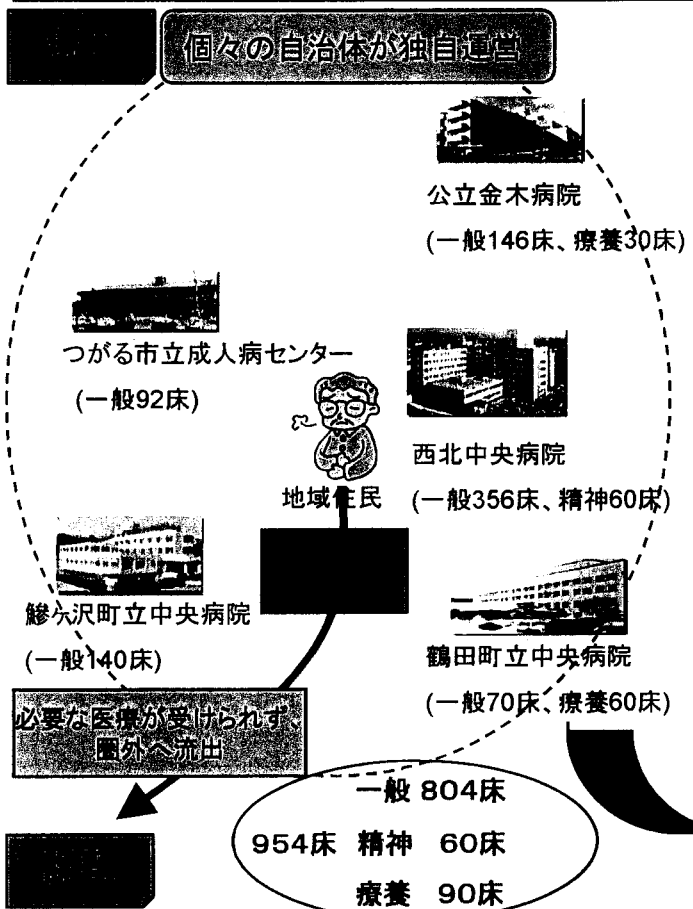 個々の自治体が独自運営
公立金木病院
(一般146床、療養30床)
つがる市立成人病センター
(一般92床)
西北中央病院
(一般356床、精神60床)
地域住民
鰺ヶ沢町立中央病院
(一般140床)
鶴田町立中央病院
(一般70床、療養60床)
必要な医療が受けられず、
圏外へ流出
一般 804床
954床 精神 60床
療養 90床